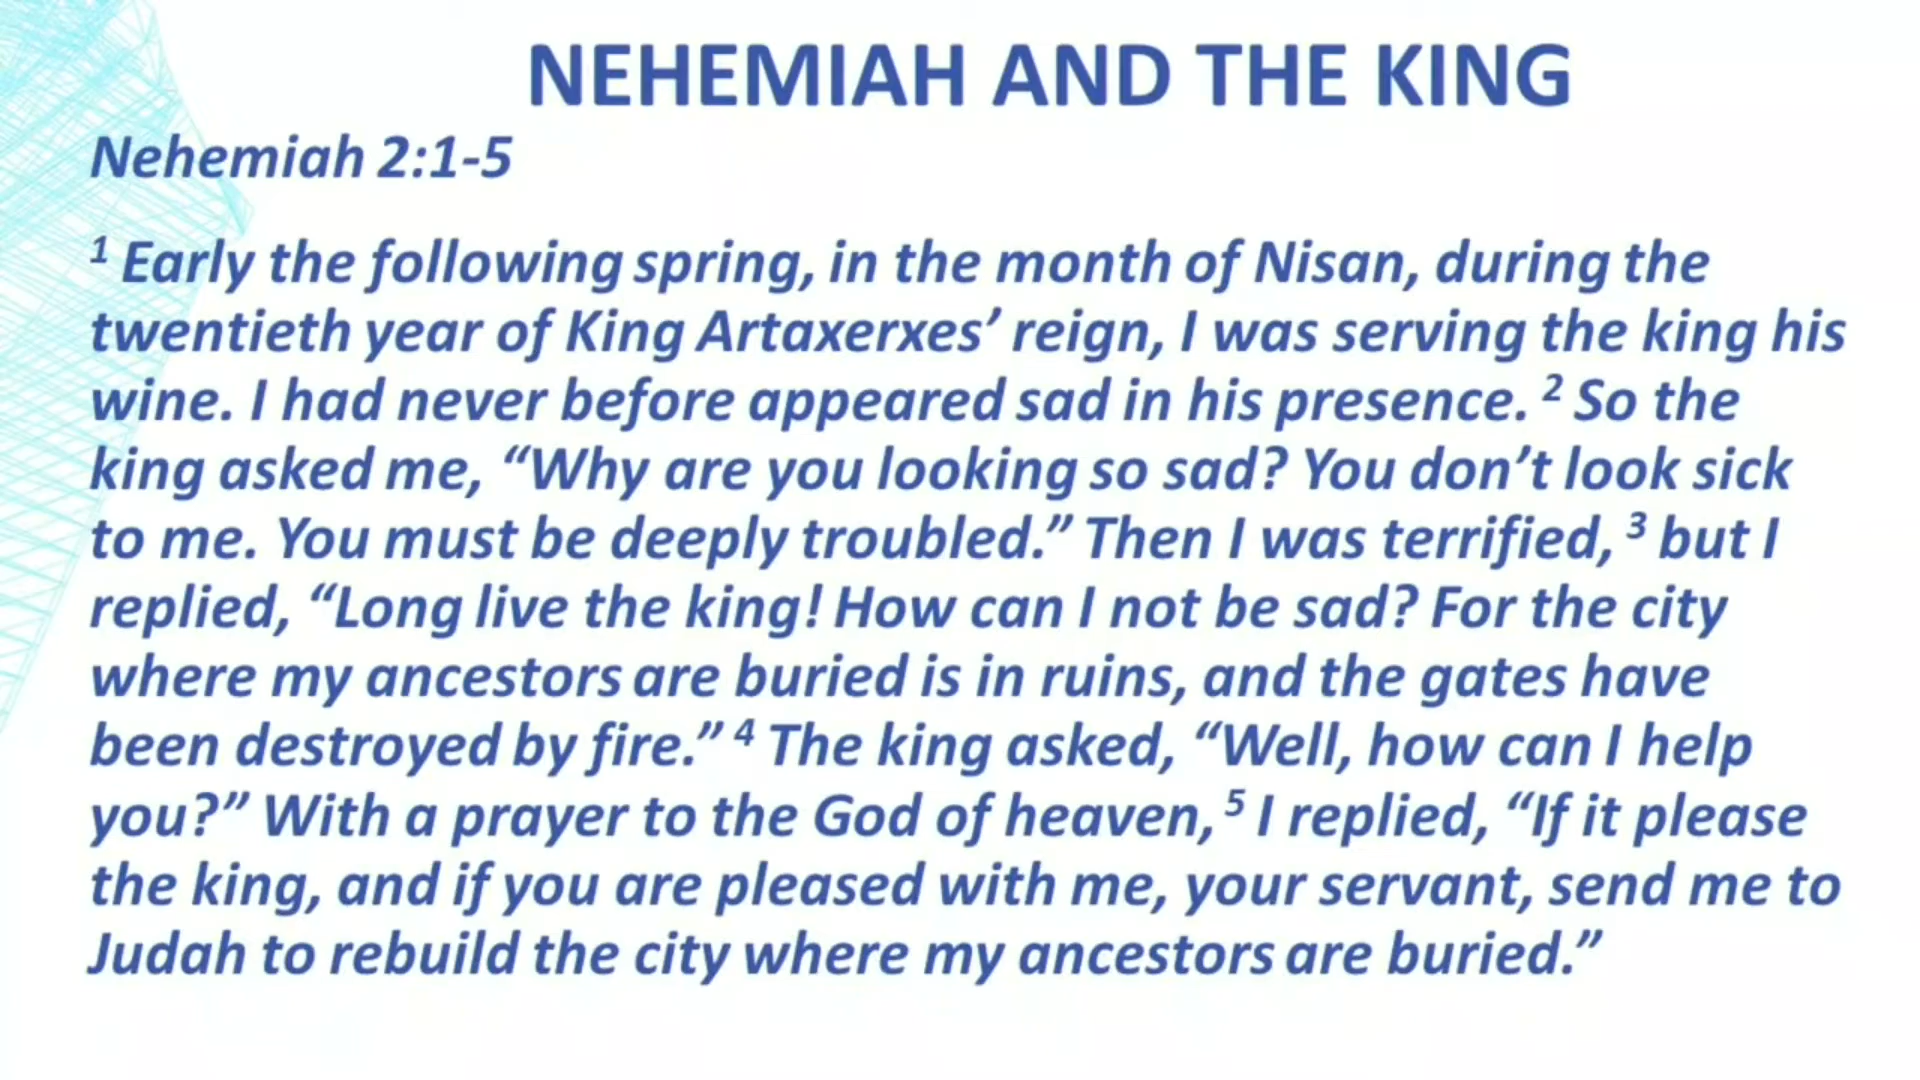 NEHEMIAH AND THE KING
Nehemiah 2:1-5
1 Early the following spring, in the month of Nisan, during the
twentieth year of King Artaxerxes’ reign, I was serving the king his
wine. I had never before appeared sad in his presence. 2 So the
king asked me, “Why are you looking so sad? You don’t look sick
to me. You must be deeply troubled.” Then I was terrified, 3 but I
replied, “Long live the king! How can I not be sad? For the city
where my ancestors are buried is in ruins, and the gates have
been destroyed by fire.” 4 The king asked, “Well, how can I help
you?” With a prayer to the God of heaven, 5 I replied, “If it please
the king, and if you are pleased with me, your servant, send me to
Judah to rebuild the city where my ancestors are buried.”